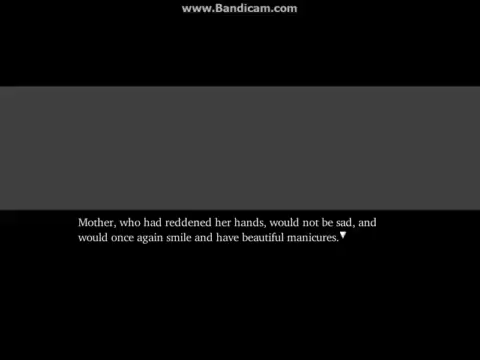 www.Bandicam.com
Mother, who had reddened her hands, would not be sad, and
would once again smile and have beautiful manicures.